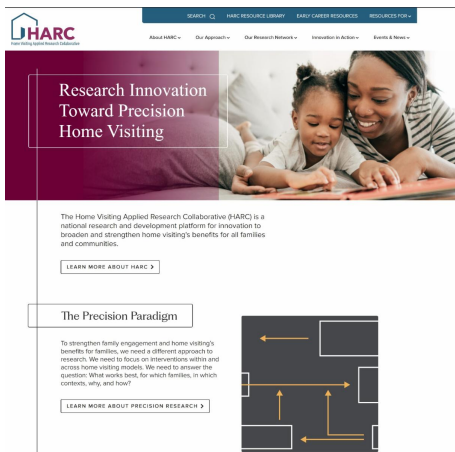 SEARCH HARC RESOURCE LIBRARY EARLY CAREER RESOURCES RESOURCES FOR
HARC
Home Visiting Applied Research Collaborative
About HARC Our Approach Our Research Network Innovation in Action Events & News
Research Innovation
Toward Precision
Home Visiting
The Home Visiting Applied Research Collaborative (HARC) is a
national research and development platform for innovation to
broaden and strengthen home visiting's benefits for all families
and communities.
LEARN MORE ABOUT HARC >
The Precision Paradigm
To strengthen family engagement and home visiting's
benefits for families, we need a different approach to
research. We need to focus on interventions within and
across home visiting models. We need to answer the
question: What works best, for which families, in which
contexts, why, and how?
LEARN MORE ABOUT PRECISION RESEARCH >